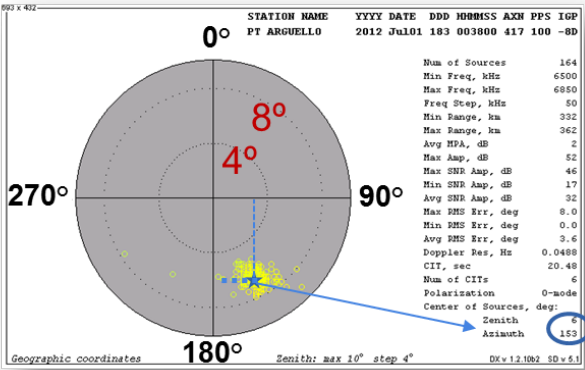 693 x 432
STATION NAME YYYY DATE DDD HHMMSS AXN PPS IGP
PT ARGUELLO 2012 Jul01 183 003800 417 100 -8D
0°
Num of Sources 164
Min Freq, kHz 6500
Max Freq, kHz 6850
Freq Step, kHz 50
Min Range, km 332
Max Range, km 362
Avg MPA, dB 2
Max Amp, dB 52
Max SNR Amp, dB 46
Min SNR Amp, dB 17
Avg SNR Amp, dB 32
Max RMS Err, deg 8.0
Min RMS Err, deg 0.0
Avg RMS Err, deg 3.6
Doppler Res, Hz 0.0488
CIT, sec 20.48
Num of CITs 6
Polarization O-mode
Center of Sources, deg:
Zenith 6
Azimuth 153
8°
4°
270°
90°
180°
Geographic coordinates
Zenith: max 10° step 4°
DX v 1.2.10b2 SD v 5.1